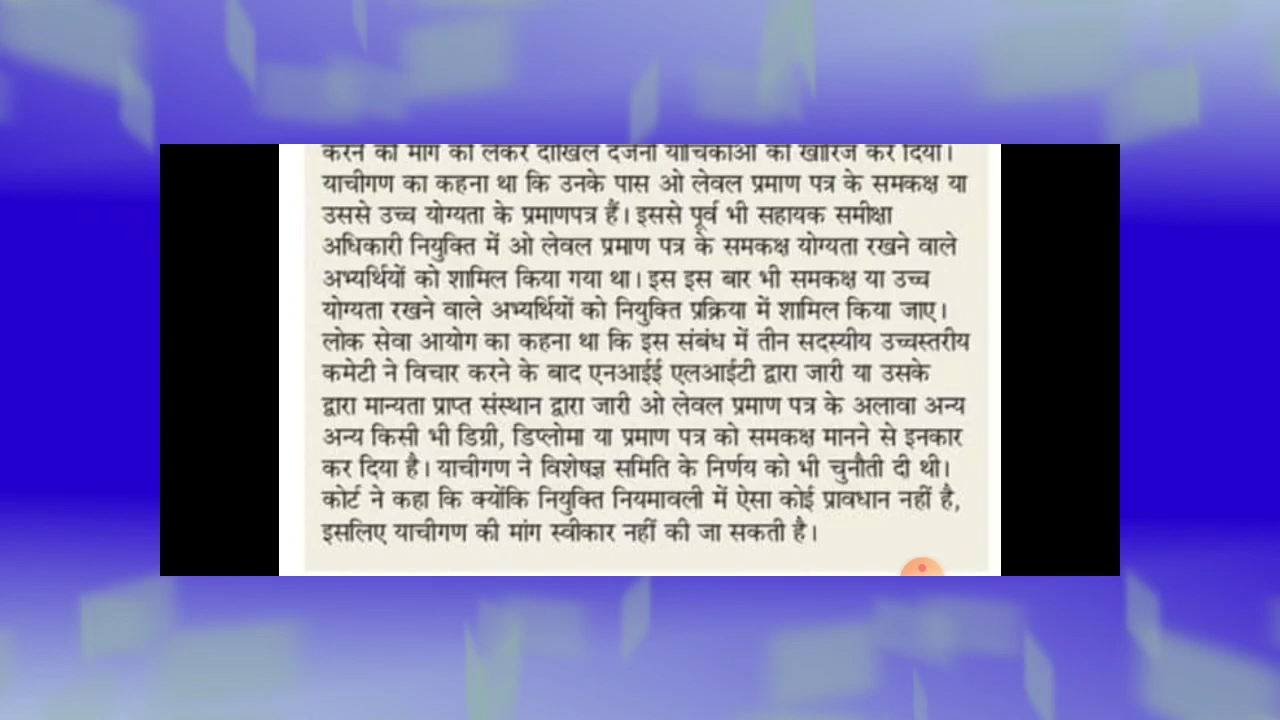 करने की मांग को लेकर दाखिल दर्जनों याचिकाओं को खारिज कर दिया।
याचीगण का कहना था कि उनके पास ओ लेवल प्रमाण पत्र के समकक्ष या
उससे उच्च योग्यता के प्रमाणपत्र हैं। इससे पूर्व भी सहायक समीक्षा
अधिकारी नियुक्ति में ओ लेवल प्रमाण पत्र के समकक्ष योग्यता रखने वाले
अभ्यर्थियों को शामिल किया गया था। इस इस बार भी समकक्ष या उच्च
योग्यता रखने वाले अभ्यर्थियों को नियुक्ति प्रक्रिया में शामिल किया जाए।
लोक सेवा आयोग का कहना था कि इस संबंध में तीन सदस्यीय उच्चस्तरीय
कमेटी ने विचार करने के बाद एनआईई एलआईटी द्वारा जारी या उसके
द्वारा मान्यता प्राप्त संस्थान द्वारा जारी ओ लेवल प्रमाण पत्र के अलावा अन्य
अन्य किसी भी डिग्री, डिप्लोमा या प्रमाण पत्र को समकक्ष मानने से इनकार
कर दिया है। याचीगण ने विशेषज्ञ समिति के निर्णय को भी चुनौती दी थी।
कोर्ट ने कहा कि क्योंकि नियुक्ति नियमावली में ऐसा कोई प्रावधान नहीं है,
इसलिए याचीगण की मांग स्वीकार नहीं की जा सकती है।